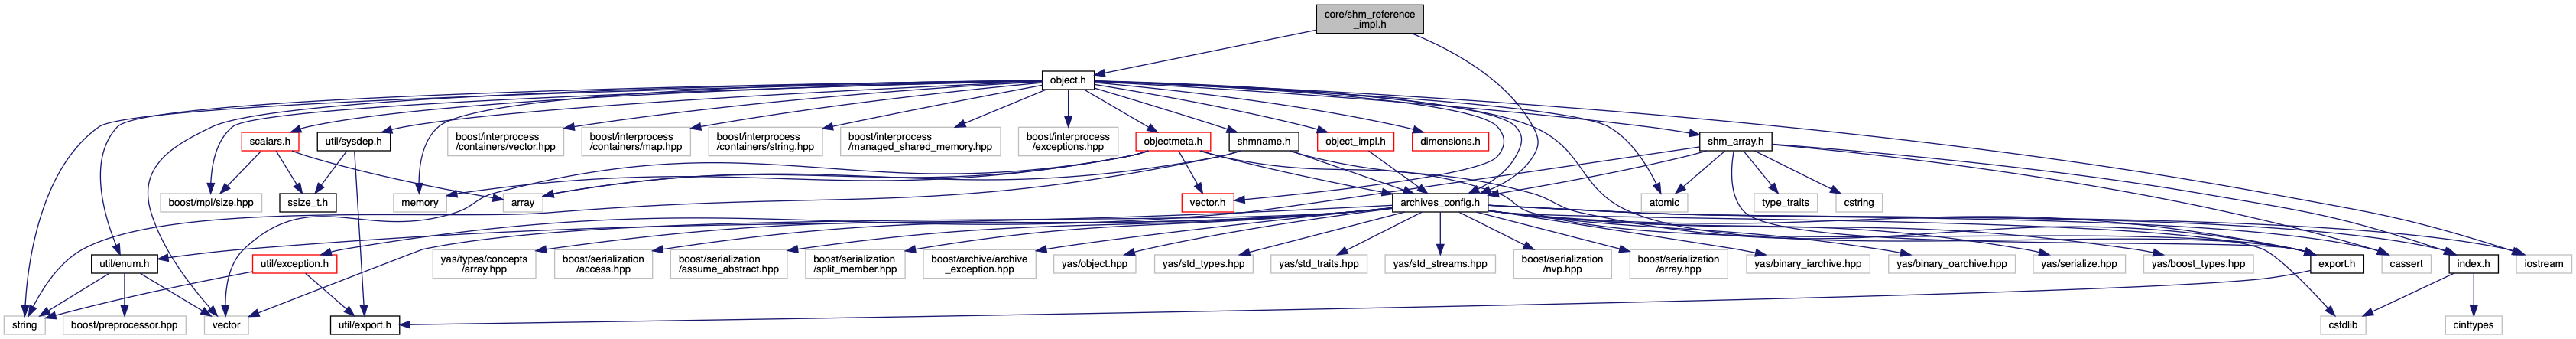 core/shm_reference
_impl.h
object.h
scalars.h
util/sysdep.h
boost/interprocess
/containers/vector.hpp
boost/interprocess
/containers/map.hpp
boost/interprocess
/containers/string.hpp
boost/interprocess
/managed_shared_memory.hpp
boost/interprocess
/exceptions.hpp
objectmeta.h
shmname.h
object_impl.h
dimensions.h
shm_array.h
boost/mpl/size.hpp
ssize_t.h
memory
array
vector.h
archives_config.h
atomic
type_traits
cstring
util/enum.h
util/exception.h
yas/types/concepts
/array.hpp
boost/serialization
/access.hpp
boost/serialization
/assume_abstract.hpp
boost/serialization
/split_member.hpp
boost/archive/archive
_exception.hpp
yas/object.hpp
yas/std_types.hpp
yas/std_traits.hpp
yas/std_streams.hpp
boost/serialization
/nvp.hpp
boost/serialization
/array.hpp
yas/binary_iarchive.hpp
yas/binary_oarchive.hpp
yas/serialize.hpp
yas/boost_types.hpp
export.h
cassert
index.h
iostream
string
boost/preprocessor.hpp
vector
util/export.h
cstdlib
cinttypes